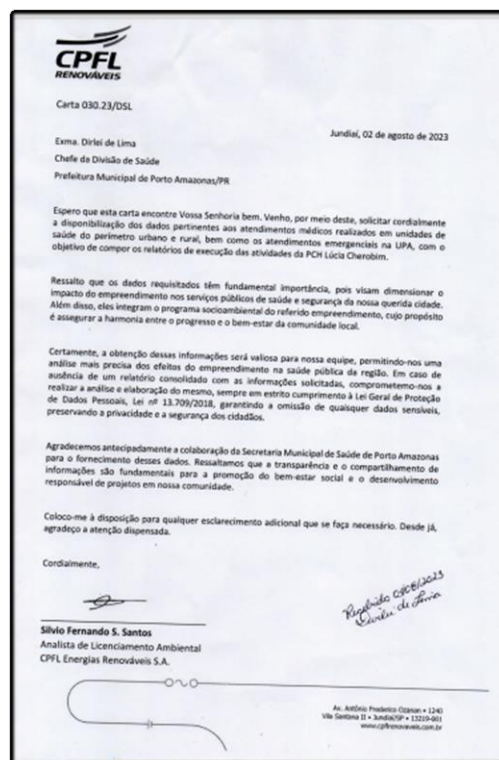 CPFL
RENOVÁVEIS
Carta 030.23/DSL
Jundiaí, 02 de agosto de 2023
Exma. Dirlei de Lima
Chefe da Divisão de Saúde
Prefeitura Municipal de Porto Amazonas/PR
Espero que esta carta encontre Vossa Senhoria bem. Venho, por meio deste, solicitar cordialmente
a disponibilização dos dados pertinentes aos atendimentos médicos realizados em unidades de
saúde do perímetro urbano e rural, bem como os atendimentos emergenciais na UPA, com o
objetivo de compor os relatórios de execução das atividades da PCH Lúcia Cherobim.
Ressalto que os dados requisitados têm fundamental importância, pois visam dimensionar o
impacto do empreendimento nos serviços públicos de saúde e segurança da nossa querida cidade.
Além disso, eles integram o programa socioambiental do referido empreendimento, cujo propósito
é assegurar a harmonia entre o progresso e o bem-estar da comunidade local.
Certamente, a obtenção dessas informações será valiosa para nossa equipe, permitindo-nos uma
análise mais precisa dos efeitos do empreendimento na saúde pública da região. Em caso de
ausência de um relatório consolidado com as informações solicitadas, comprometemo-nos a
realizar a análise e elaboração do mesmo, sempre em estrito cumprimento à Lei Geral de Proteção
de Dados Pessoais, Lei nº 13.709/2018, garantindo a omissão de quaisquer dados sensíveis,
preservando a privacidade e a segurança dos cidadãos.
Agradecemos antecipadamente a colaboração da Secretaria Municipal de Saúde de Porto Amazonas
para o fornecimento desses dados. Ressaltamos que a transparência e o compartilhamento de
informações são fundamentais para a promoção do bem-estar social e o desenvolvimento
responsável de projetos em nossa comunidade.
Coloco-me à disposição para qualquer esclarecimento adicional que se faça necessário. Desde já,
agradeço a atenção dispensada.
Cordialmente,
Recebido 03/08/2023
Dirlei de Lima
Silvio Fernando S. Santos
Analista de Licenciamento Ambiental
CPFL Energias Renováveis S.A.
Av. Antônio Frederico Ozanan • 1240
Vila Santana II • Jundiaí/SP • 13219-001
www.cpflrenovaveis.com.br